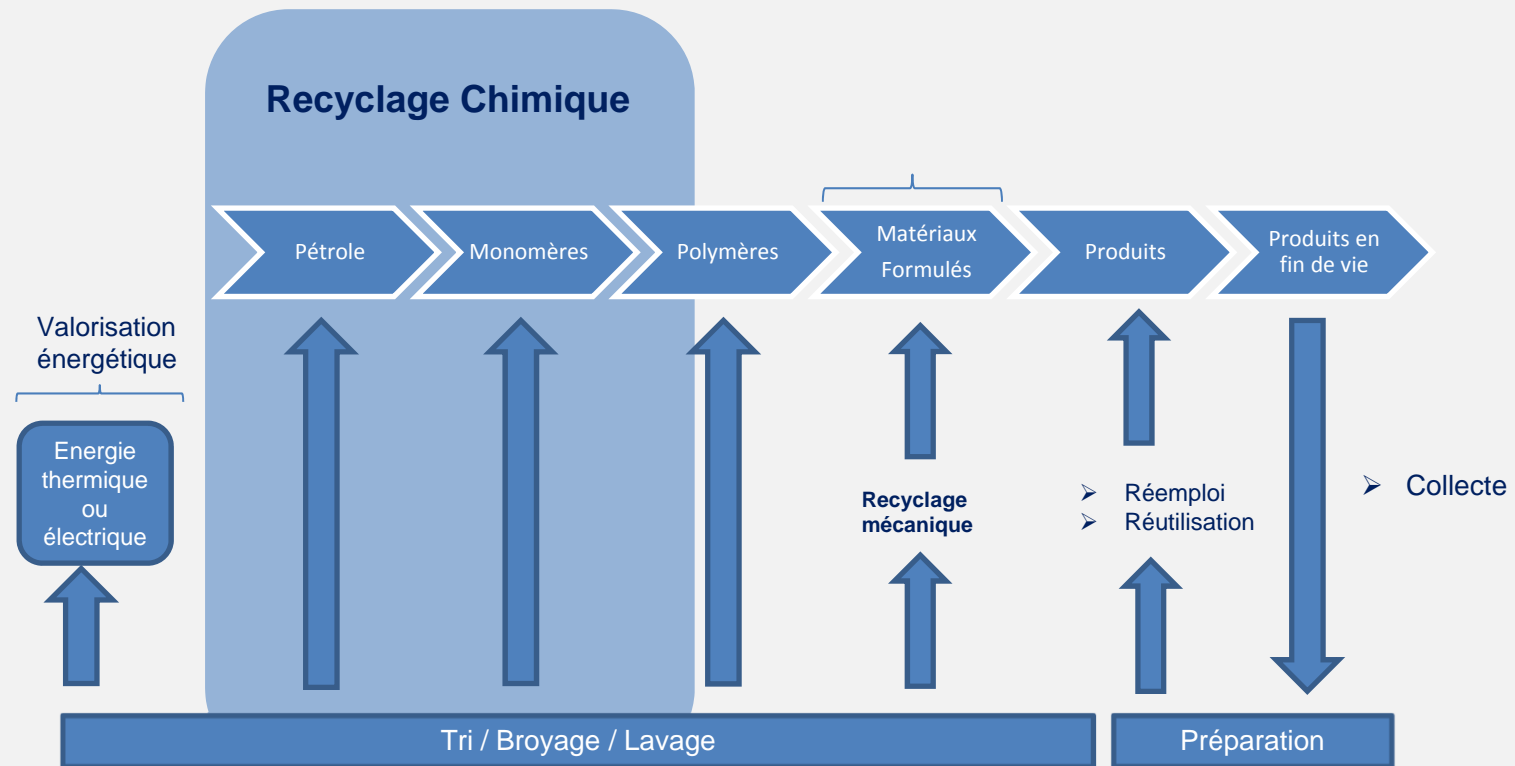 Recyclage Chimique
Pétrole
Monomères
Polymères
Matériaux
Formulés
Produits
Produits en
fin de vie
Valorisation
énergétique
Energie
thermique
ou
électrique
Recyclage
mécanique
➢ Réemploi
➢ Réutilisation
➢ Collecte
Tri / Broyage / Lavage
Préparation